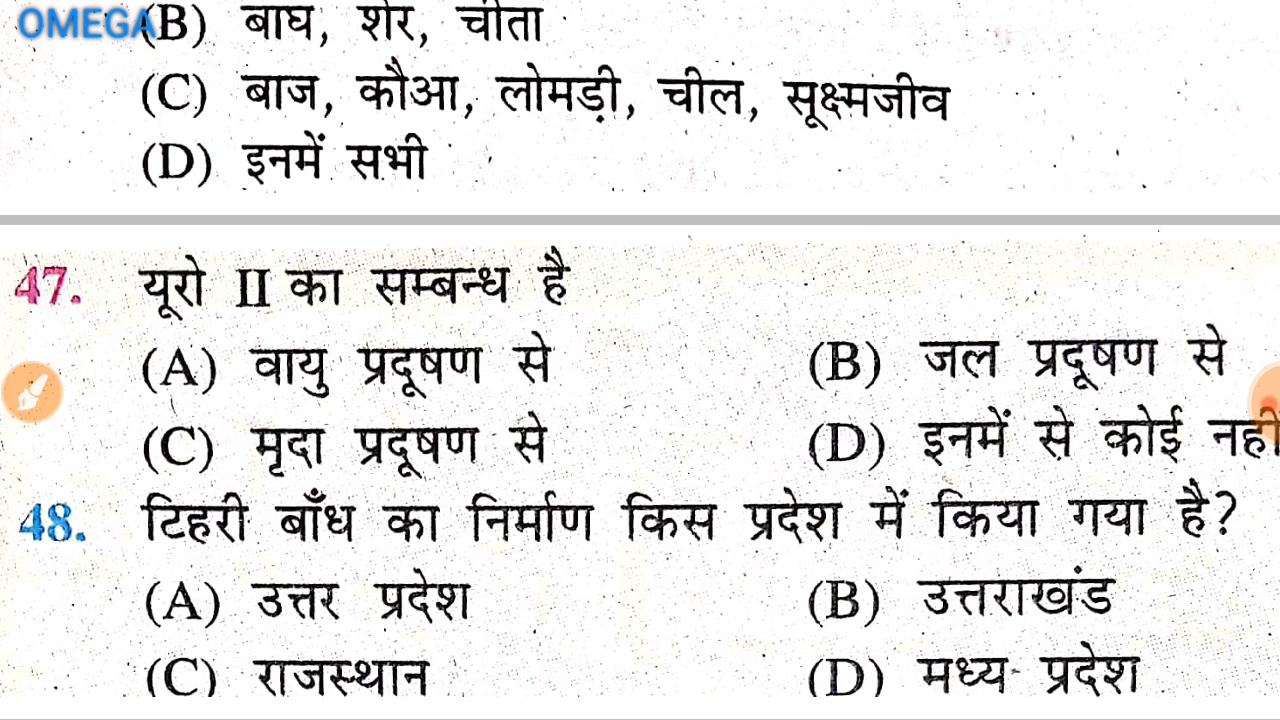 OMEGA(B) बाघ, शेर, चीता
(C) बाज, कौआ, लोमड़ी, चील, सूक्ष्मजीव
(D) इनमें सभी
47. यूरो II का सम्बन्ध है
(A) वायु प्रदूषण से (B) जल प्रदूषण से
(C) मृदा प्रदूषण से (D) इनमें से कोई नही
48. टिहरी बाँध का निर्माण किस प्रदेश में किया गया है?
(A) उत्तर प्रदेश (B) उत्तराखंड
(C) राजस्थान (D) मध्य प्रदेश